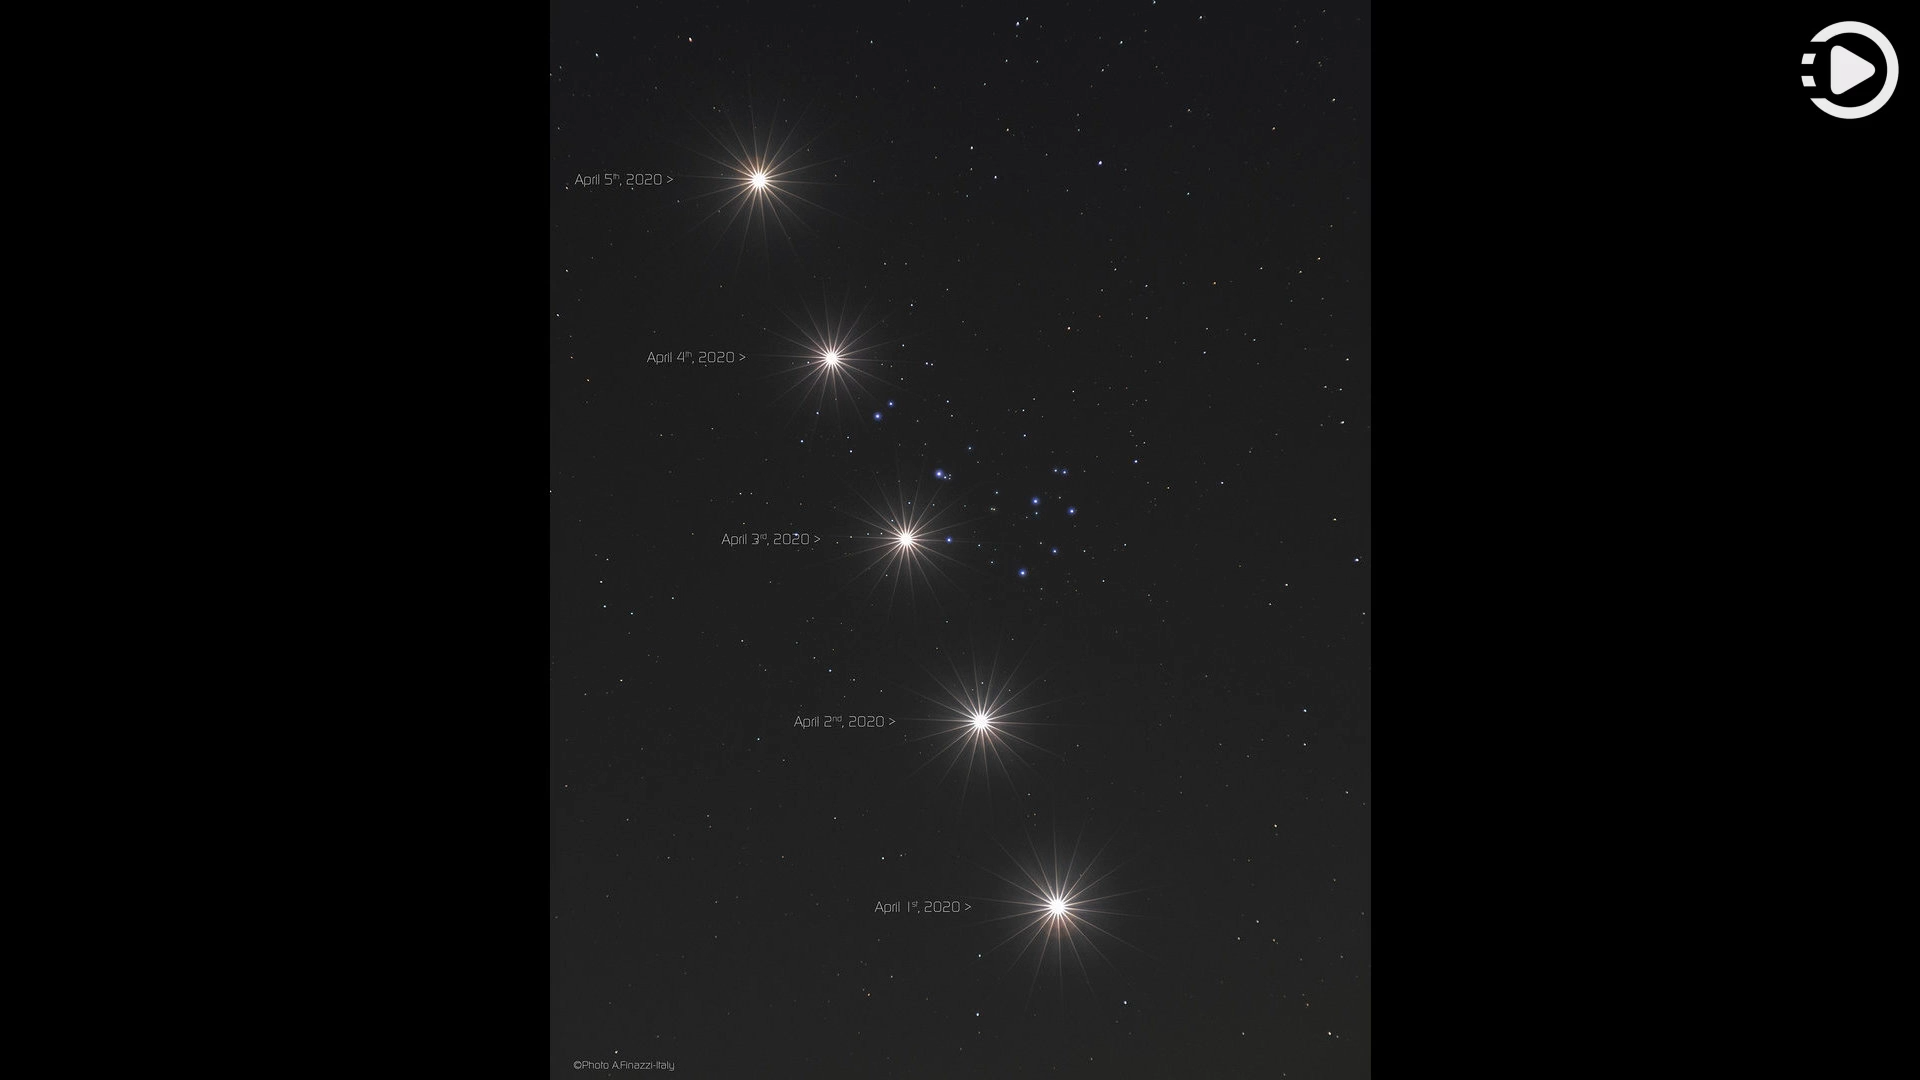 April 5th, 2020 >
April 4th, 2020 >
April 3rd, 2020 >
April 2nd, 2020 >
April 1st, 2020 >
©Photo A.Finazzi-Italy